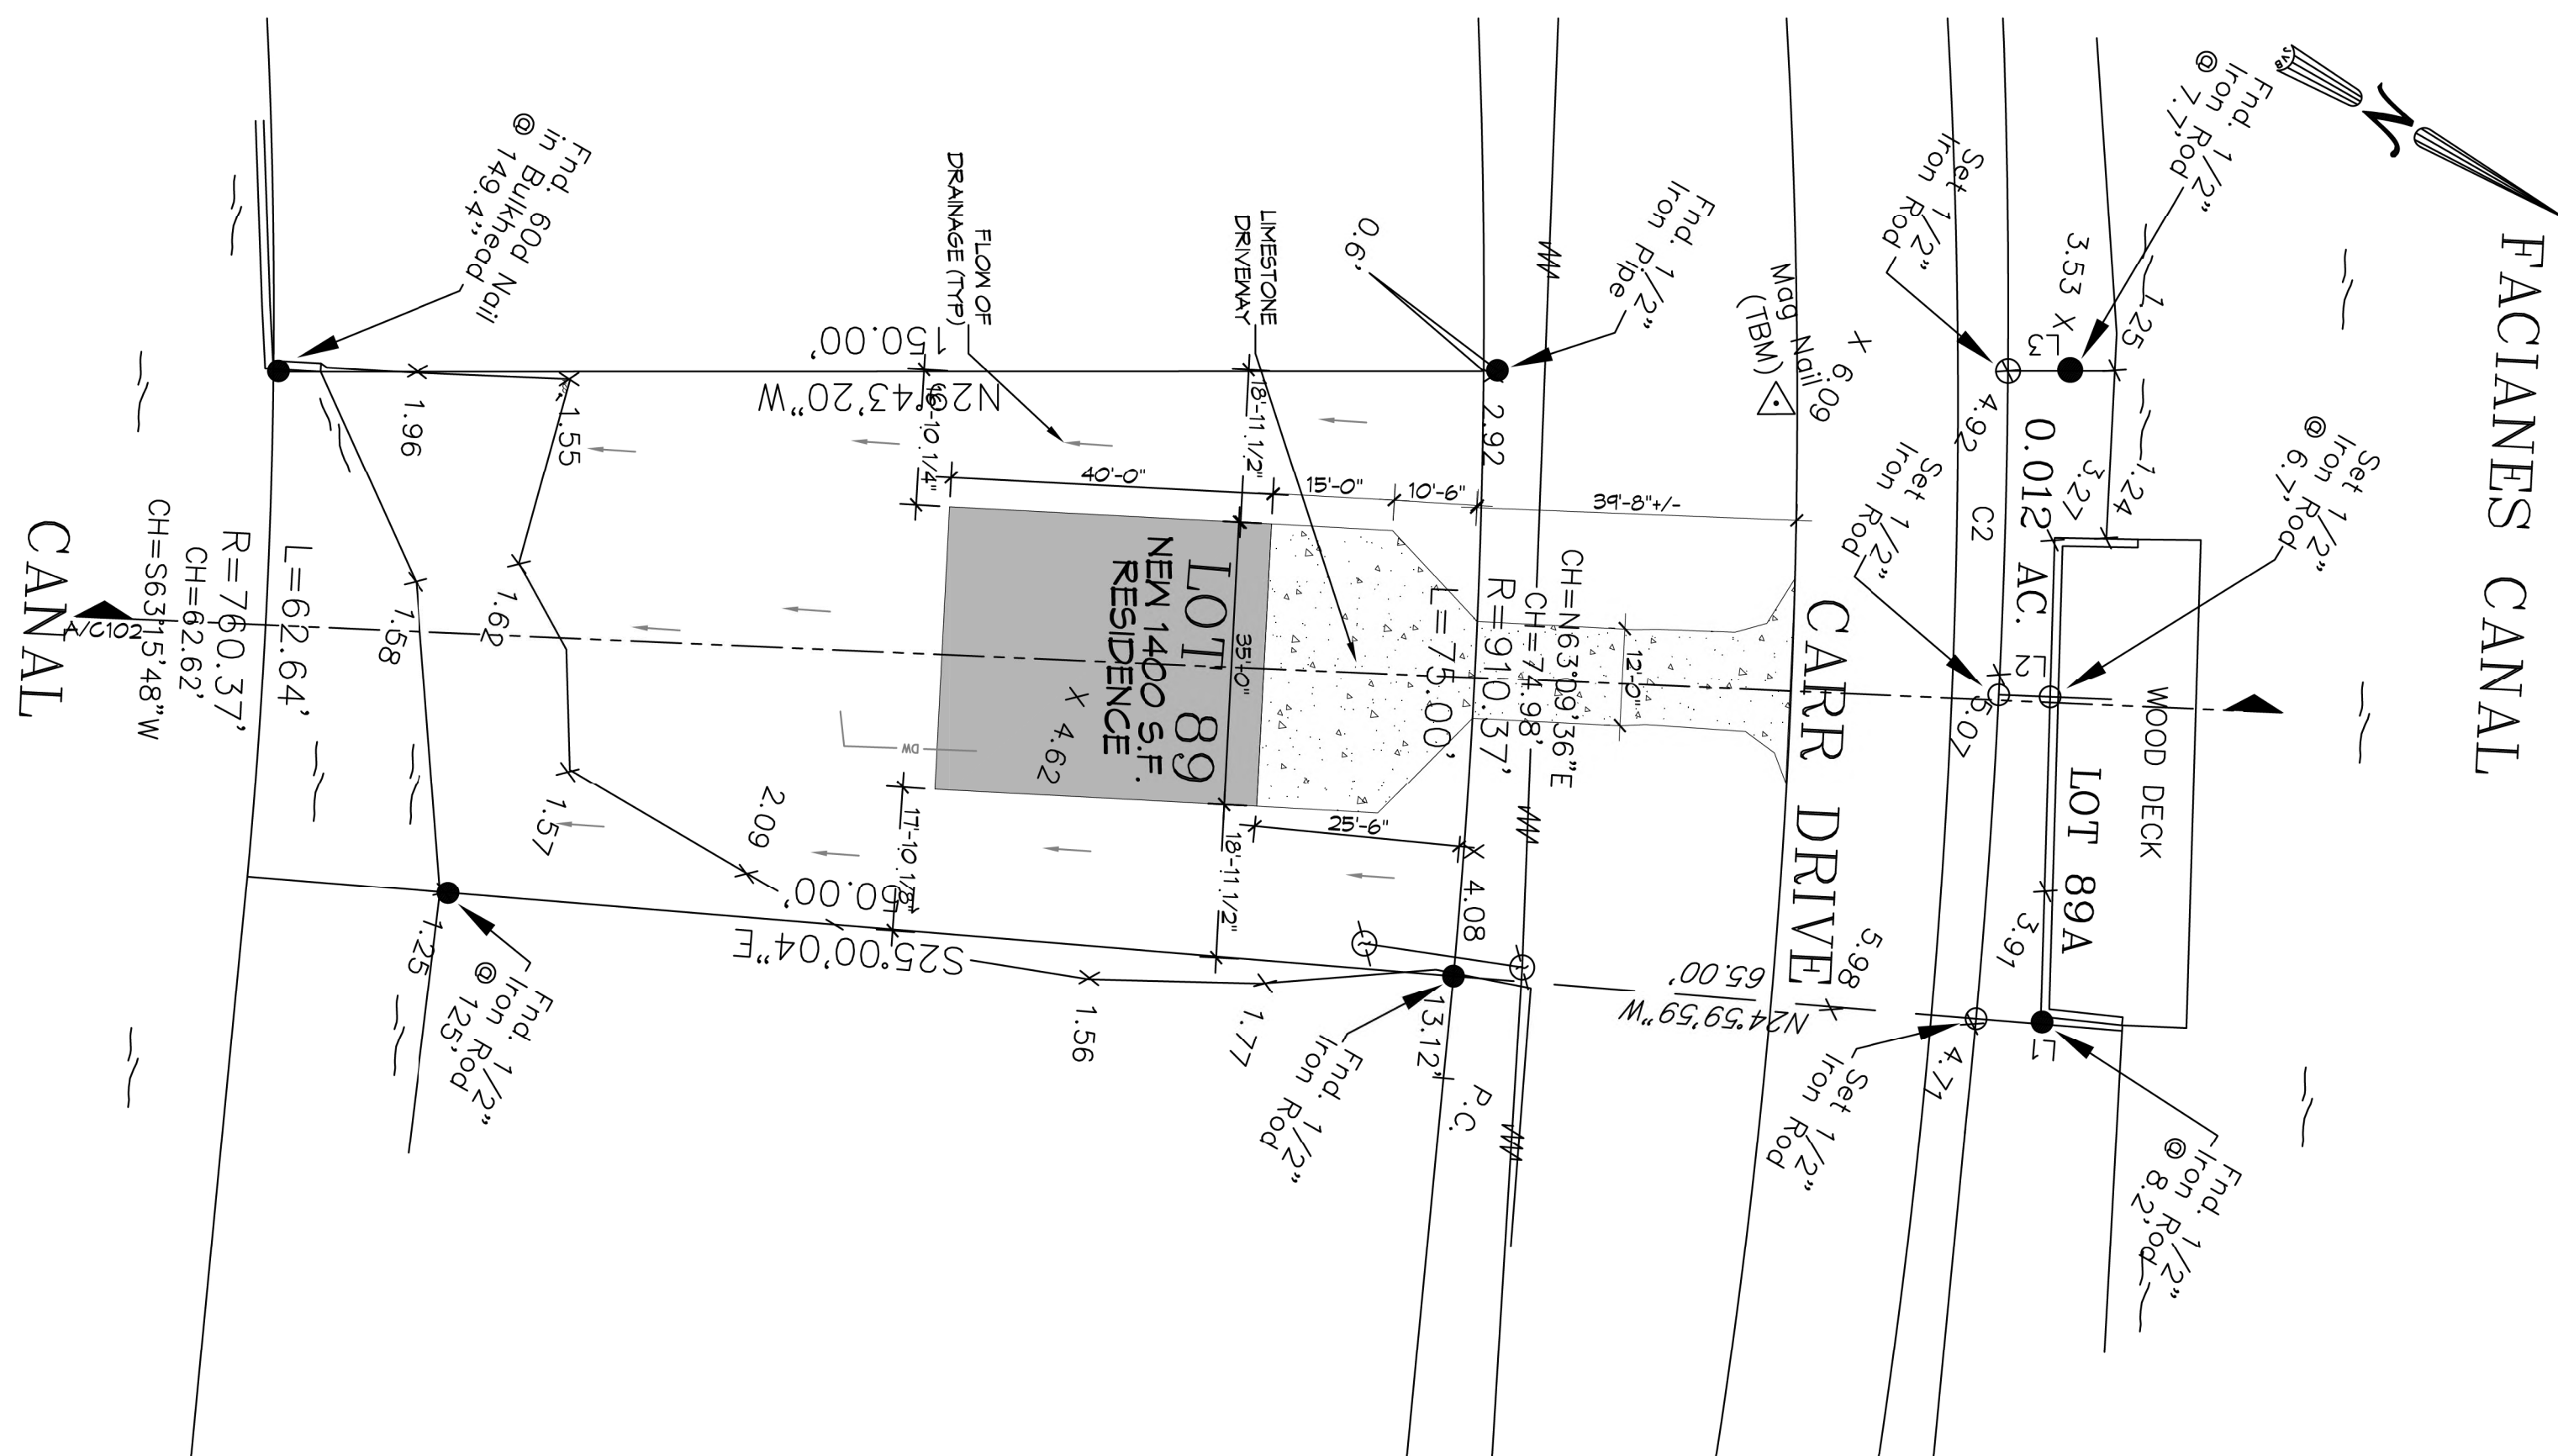 FACIANES CANAL
N
JVB
Fnd. 1/2"
Iron Rod
@ 7.7'
Set 1/2"
Iron Rod
3.53
1.25
L3
4.92
1.24
3.27
Set 1/2"
Iron Rod
@ 6.7'
Set 1/2"
Iron Rod
C2
0.012 AC.
L2
5.07
WOOD DECK
LOT 89A
3.91
L1
4.71
Fnd. 1/2"
Iron Rod
@ 8.2'
Set 1/2"
Iron Rod
CARR DRIVE
5.98
65.00'
N24°59'59"W
Mag Nail
(TBM)
6.09
39'-8"+/-
12'-0"
Fnd. 1/2"
Iron Pipe
0.6'
2.92
CH=N63°09'36"E
CH=74.98'
R=910.37'
L=75.00'
4.08
13.12'
P.C.
Fnd. 1/2"
Iron Rod
10'-6"
15'-0"
40'-0"
25'-6"
LIMESTONE
DRIVEWAY
FLOW OF
DRAINAGE (TYP)
150.00'
N29°43'20"W
18'-11 1/2"
16'-10 1/4"
35'-0"
LOT 89
NEW 1400 S.F.
RESIDENCE
4.62
DW
17'-10 1/8"
18'-11 1/2"
150.00'
S25°00'04"E
1.77
1.56
2.09
1.57
1.62
1.55
1.96
1.58
1.25
Fnd. 1/2"
Iron Rod
@ 125'
Fnd. 60d Nail
in Bulkhead
@ 149.4'
L=62.64'
R=760.37'
CH=62.62'
CH=S63°15'48"W
A/C102
CANAL